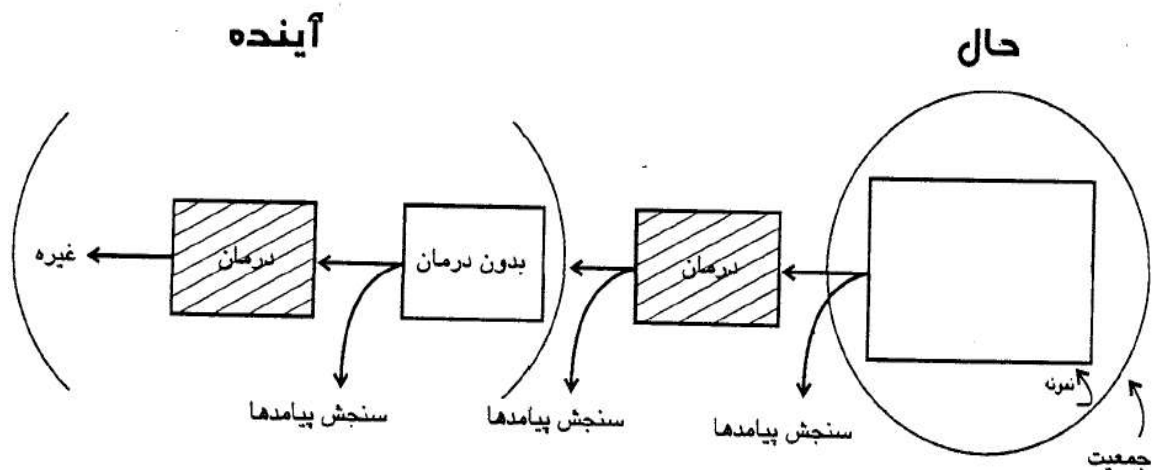 حال
آینده
درمان
بدون درمان
درمان
غیره
نمونه
جمعیت
سنجش پیامدها
سنجش پیامدها
سنجش پیامدها